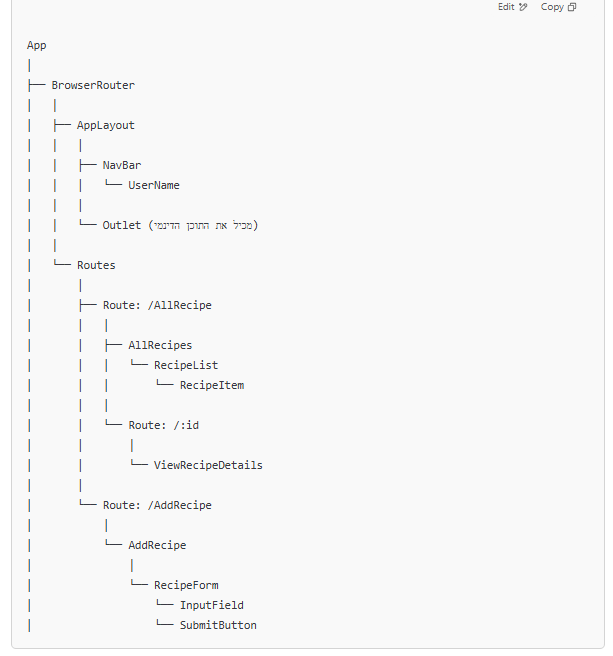 Edit Copy
App
│
├── BrowserRouter
│   │
│   ├── AppLayout
│   │   │
│   │   ├── NavBar
│   │   │   └── UserName
│   │   │
│   │   └── Outlet (מכיל את התוכן הדינמי)
│   │
│   └── Routes
│       │
│       ├── Route: /AllRecipe
│       │   │
│       │   ├── AllRecipes
│       │   │   └── RecipeList
│       │   │       └── RecipeItem
│       │   │
│       │   └── Route: /:id
│       │       │
│       │       └── ViewRecipeDetails
│       │
│       └── Route: /AddRecipe
│           │
│           └── AddRecipe
│               │
│               └── RecipeForm
│                   └── InputField
│                   └── SubmitButton